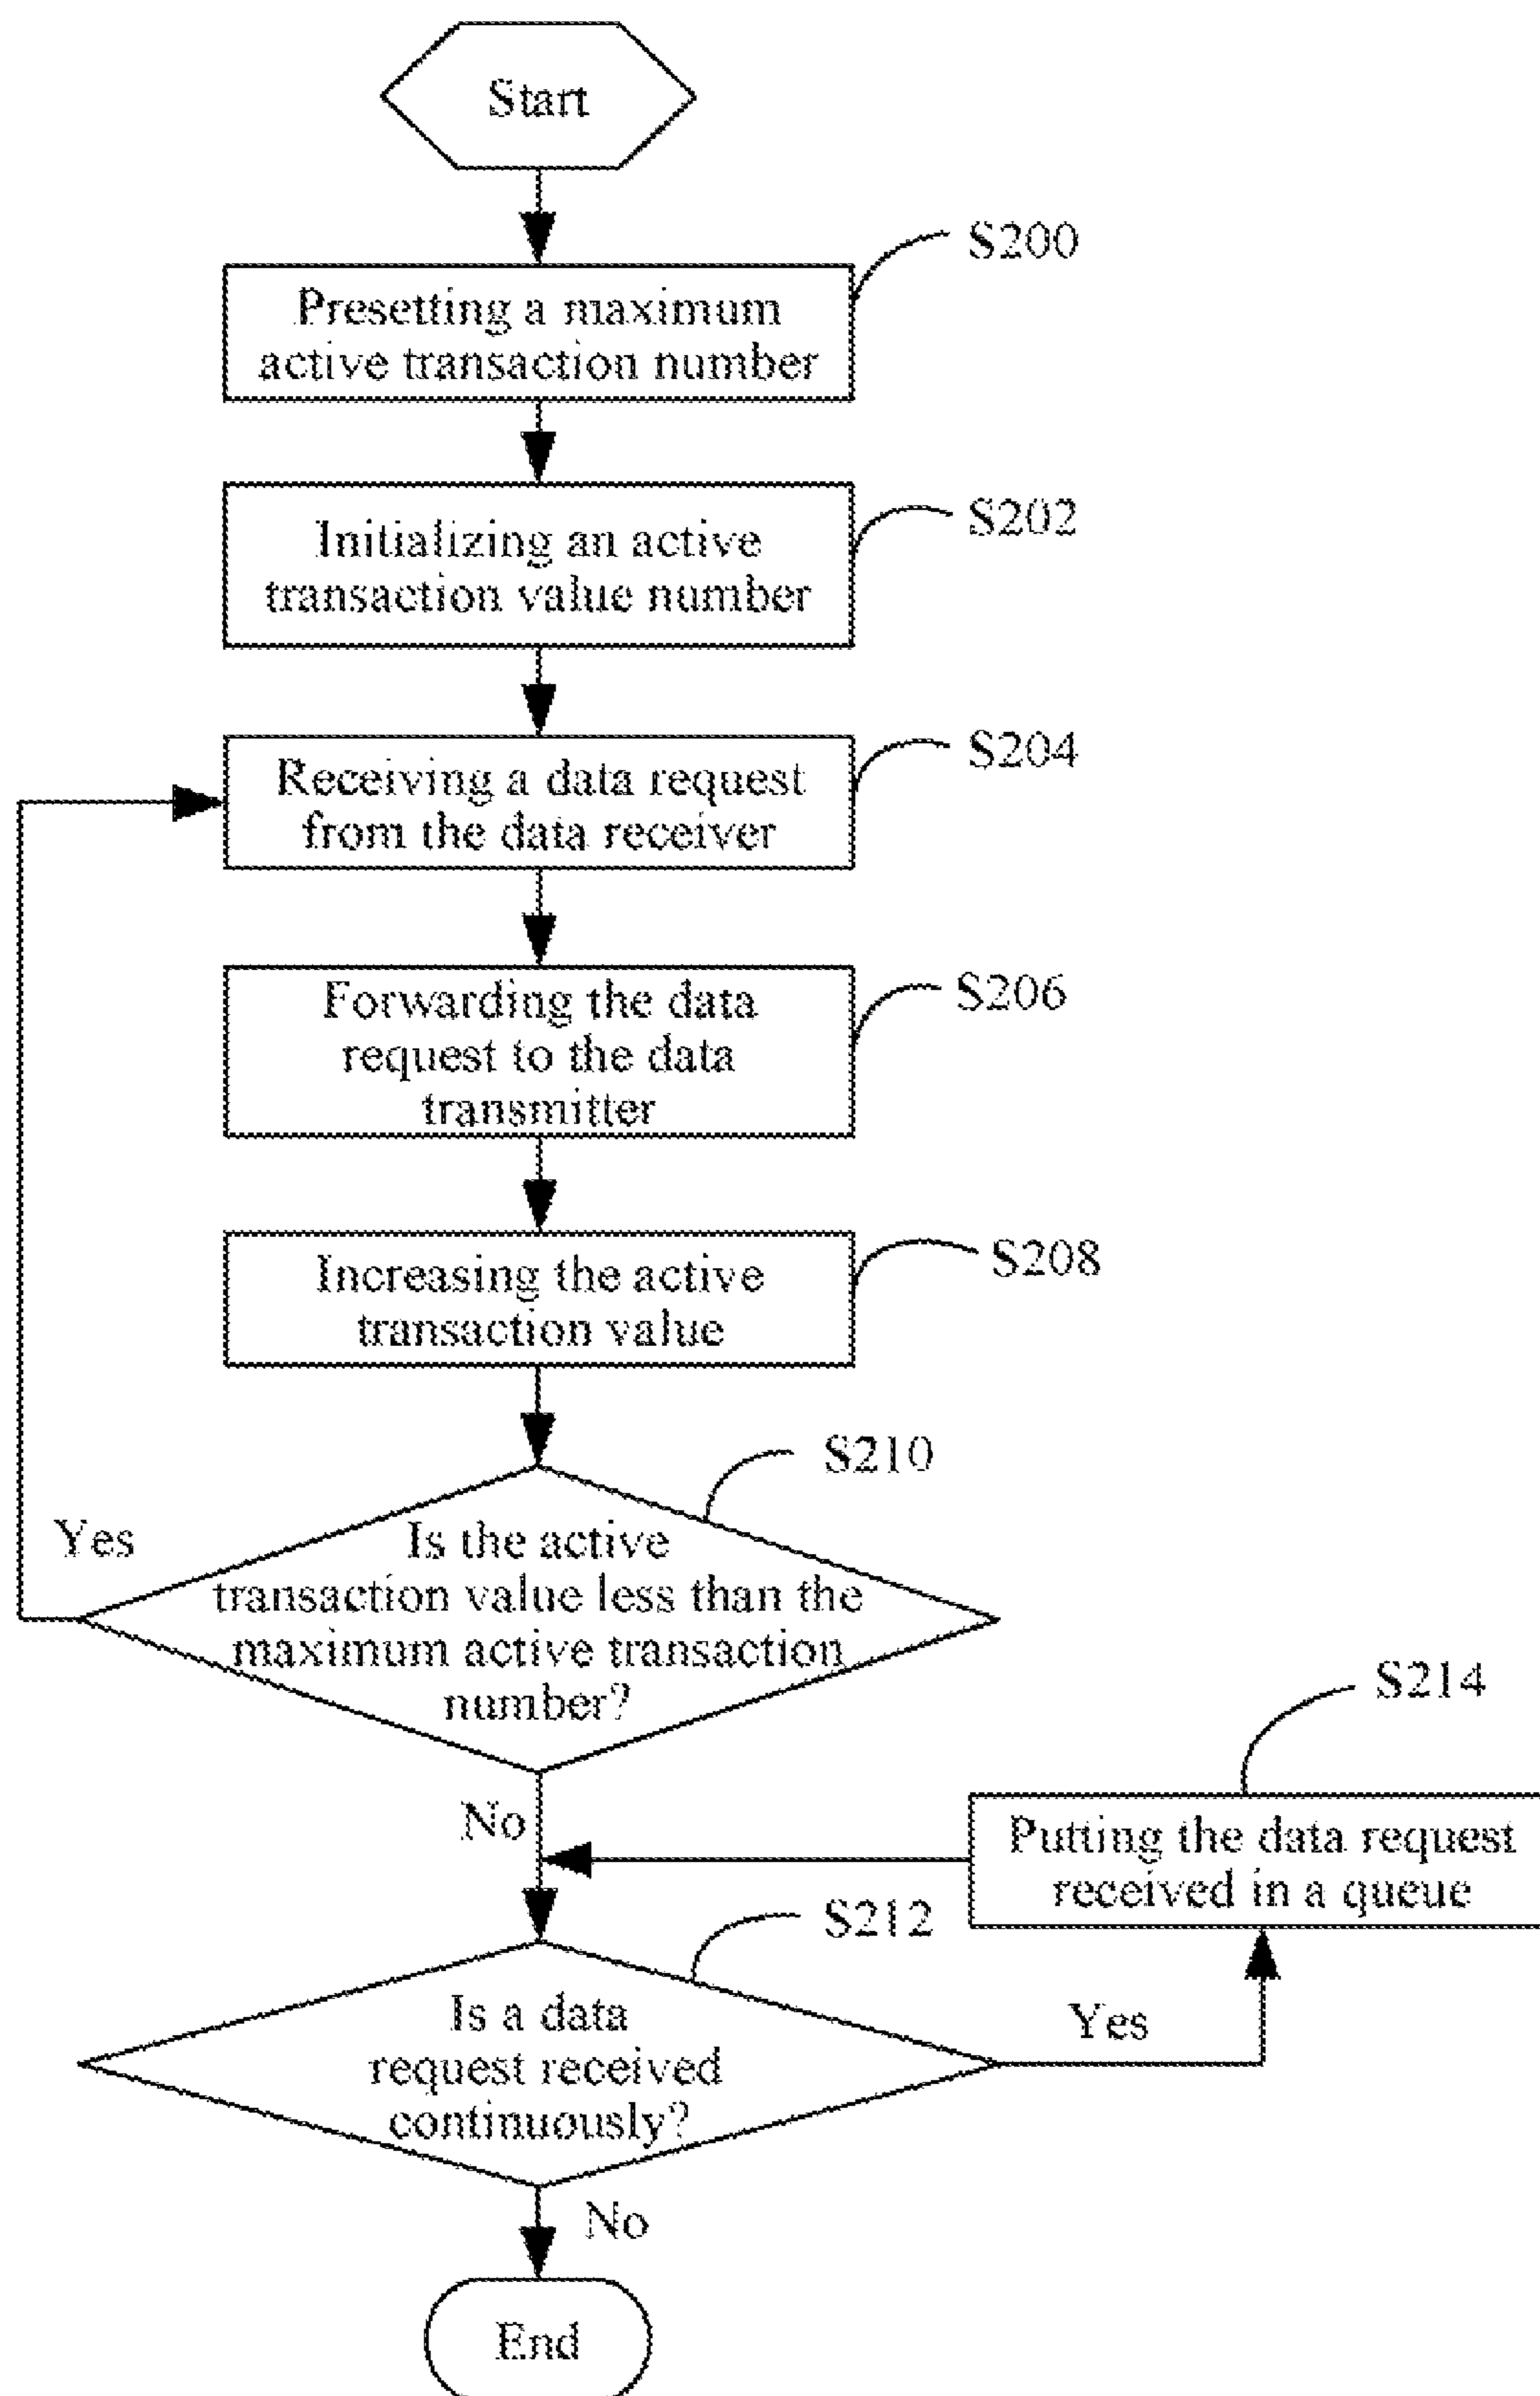 Start
S200
Presetting a maximum
active transaction number
S202
Initializing an active
transaction value number
S204
Receiving a data request
from the data receiver
S206
Forwarding the data
request to the data
transmitter
S208
Increasing the active
transaction value
S210
Yes
Is the active
transaction value less than the
maximum active transaction
number?
S214
No
Putting the data request
received in a queue
S212
Is a data
request received
continuously?
Yes
No
End